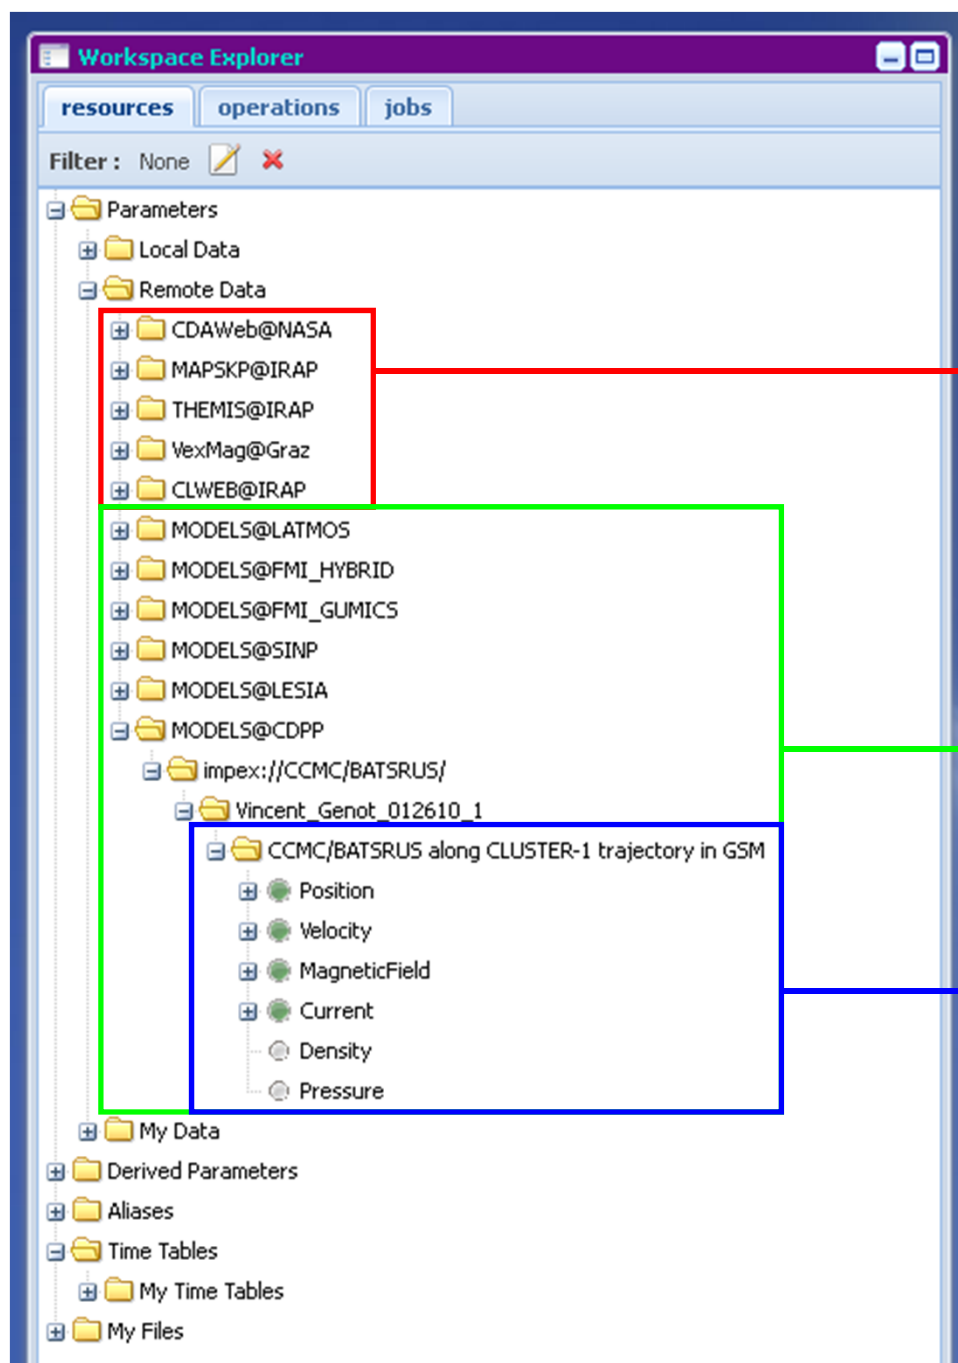 Workspace Explorer
resources operations jobs
Filter : None
Parameters
Local Data
Remote Data
CDAWeb@NASA
MAPSKP@IRAP
THEMIS@IRAP
VexMag@Graz
CLWEB@IRAP
MODELS@LATMOS
MODELS@FMI_HYBRID
MODELS@FMI_GUMICS
MODELS@SINP
MODELS@LESIA
MODELS@CDPP
impex://CCMC/BATSRUS/
Vincent_Genot_012610_1
CCMC/BATSRUS along CLUSTER-1 trajectory in GSM
Position
Velocity
MagneticField
Current
Density
Pressure
My Data
Derived Parameters
Aliases
Time Tables
My Time Tables
My Files